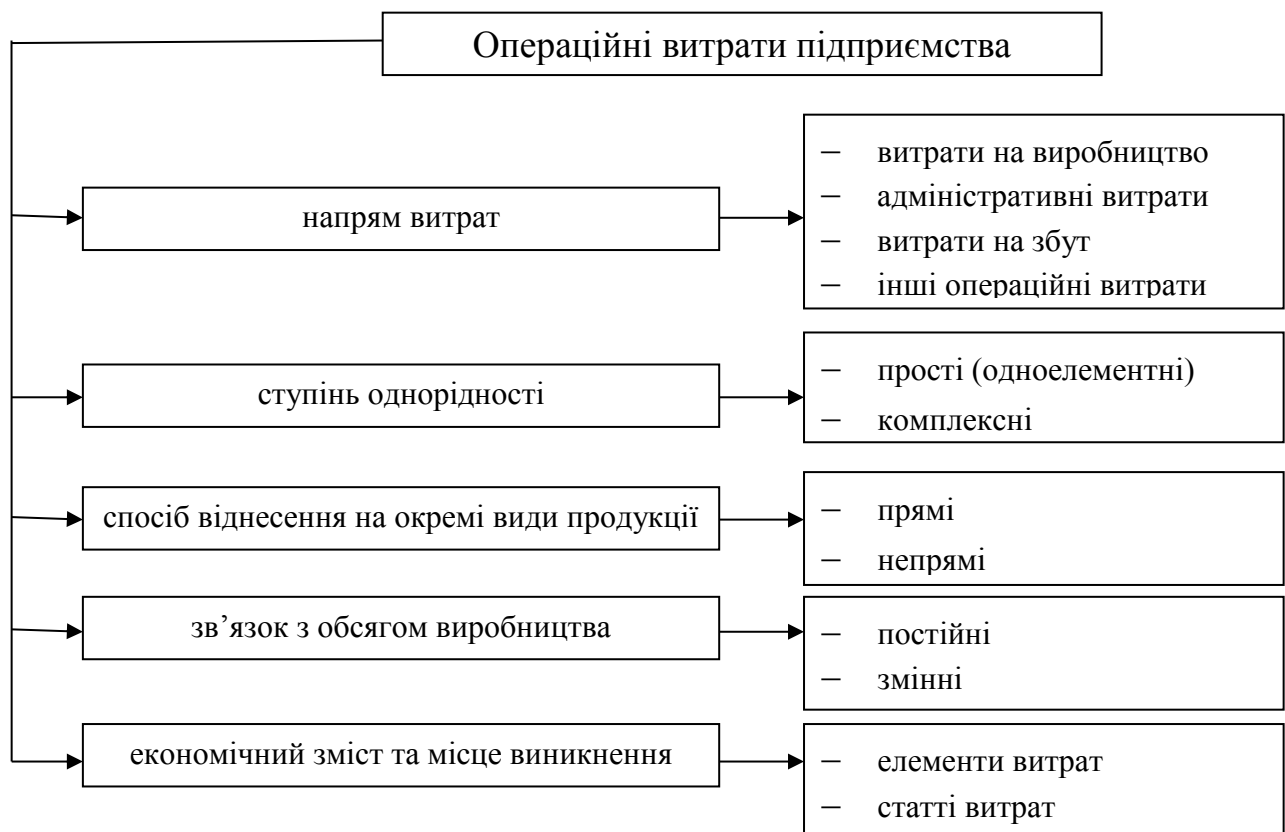 Операційні витрати підприємства
напрям витрат
– витрати на виробництво
– адміністративні витрати
– витрати на збут
– інші операційні витрати
ступінь однорідності
– прості (одноелементні)
– комплексні
спосіб віднесення на окремі види продукції
– прямі
– непрямі
зв’язок з обсягом виробництва
– постійні
– змінні
економічний зміст та місце виникнення
– елементи витрат
– статті витрат